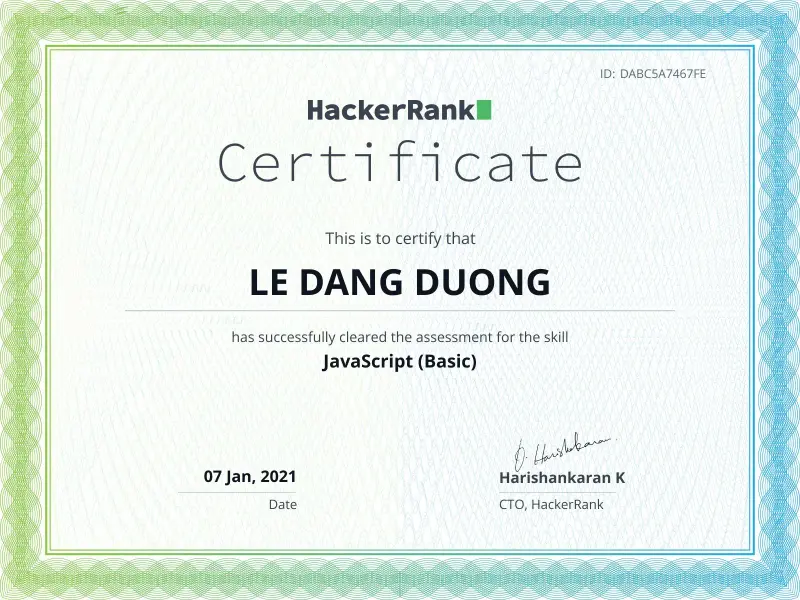 ID: DABC5A7467FE
HackerRank
Certificate
This is to certify that
LE DANG DUONG
has successfully cleared the assessment for the skill
JavaScript (Basic)
07 Jan, 2021
Date
Harishankaran K
CTO, HackerRank